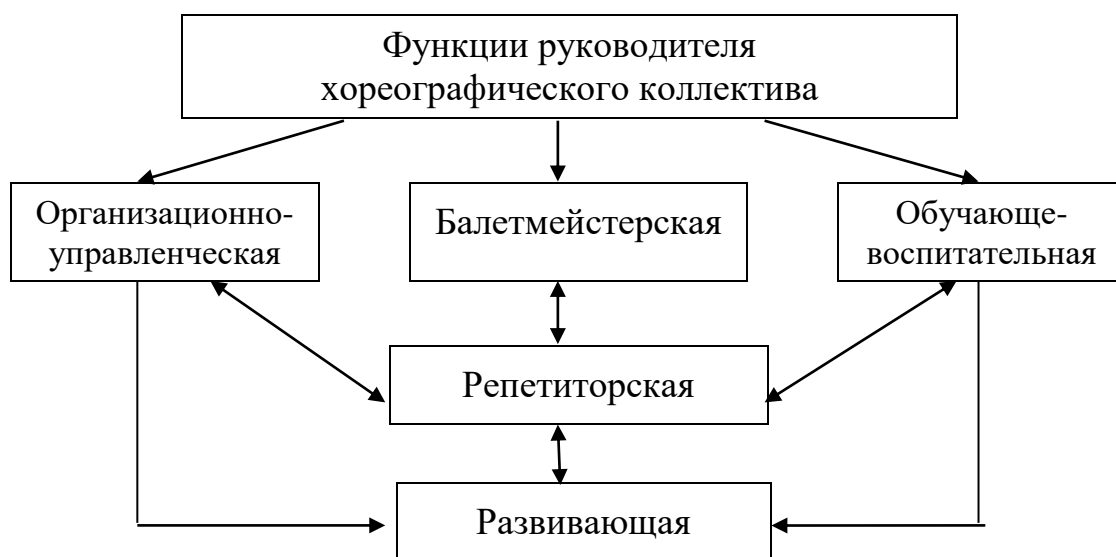 Функции руководителя
хореографического коллектива
Организационно-
управленческая
Балетмейстерская
Обучающе-
воспитательная
Репетиторская
Развивающая